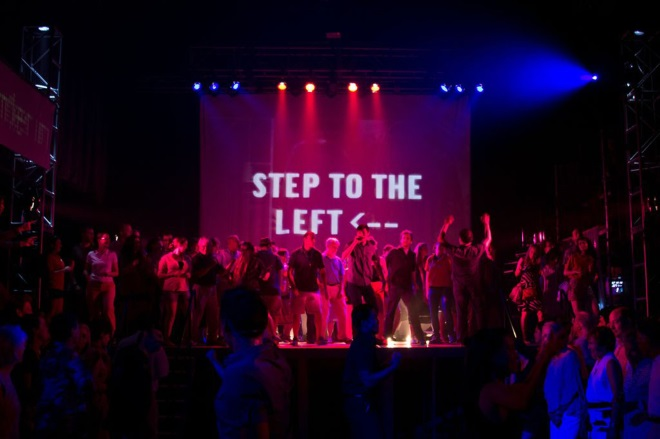 STEP TO THE
LEFT <--